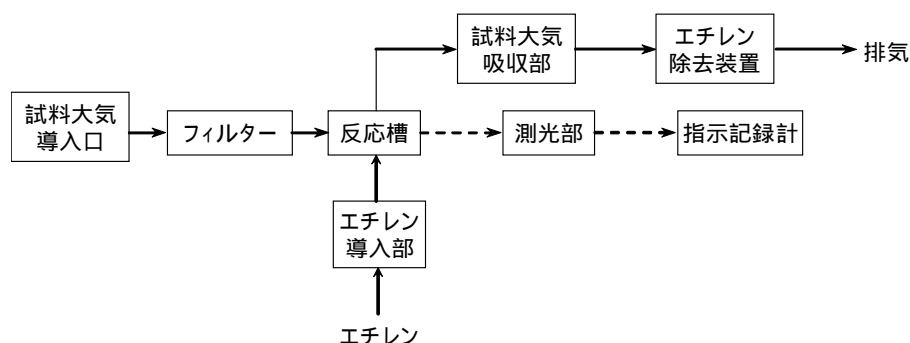 試料大気
吸収部
エチレン
除去装置
排気
試料大気
導入口
フィルター
反応槽
測光部
指示記録計
エチレン
導入部
エチレン